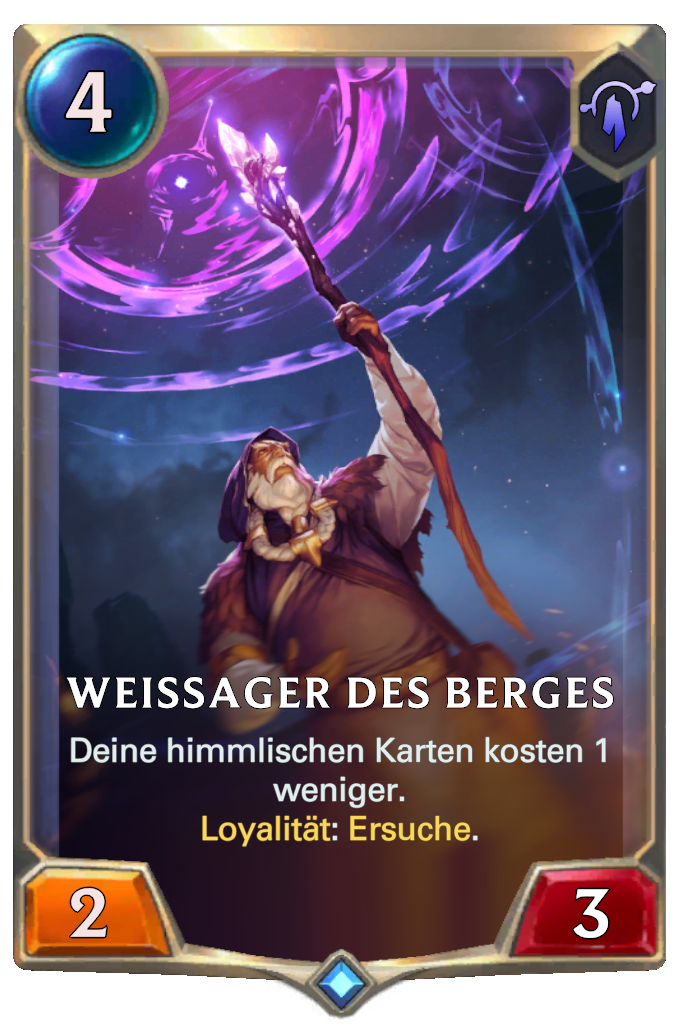 4
WEISSAGER DES BERGES
Deine himmlischen Karten kosten 1
weniger.
Loyalität: Ersuche.
2
3